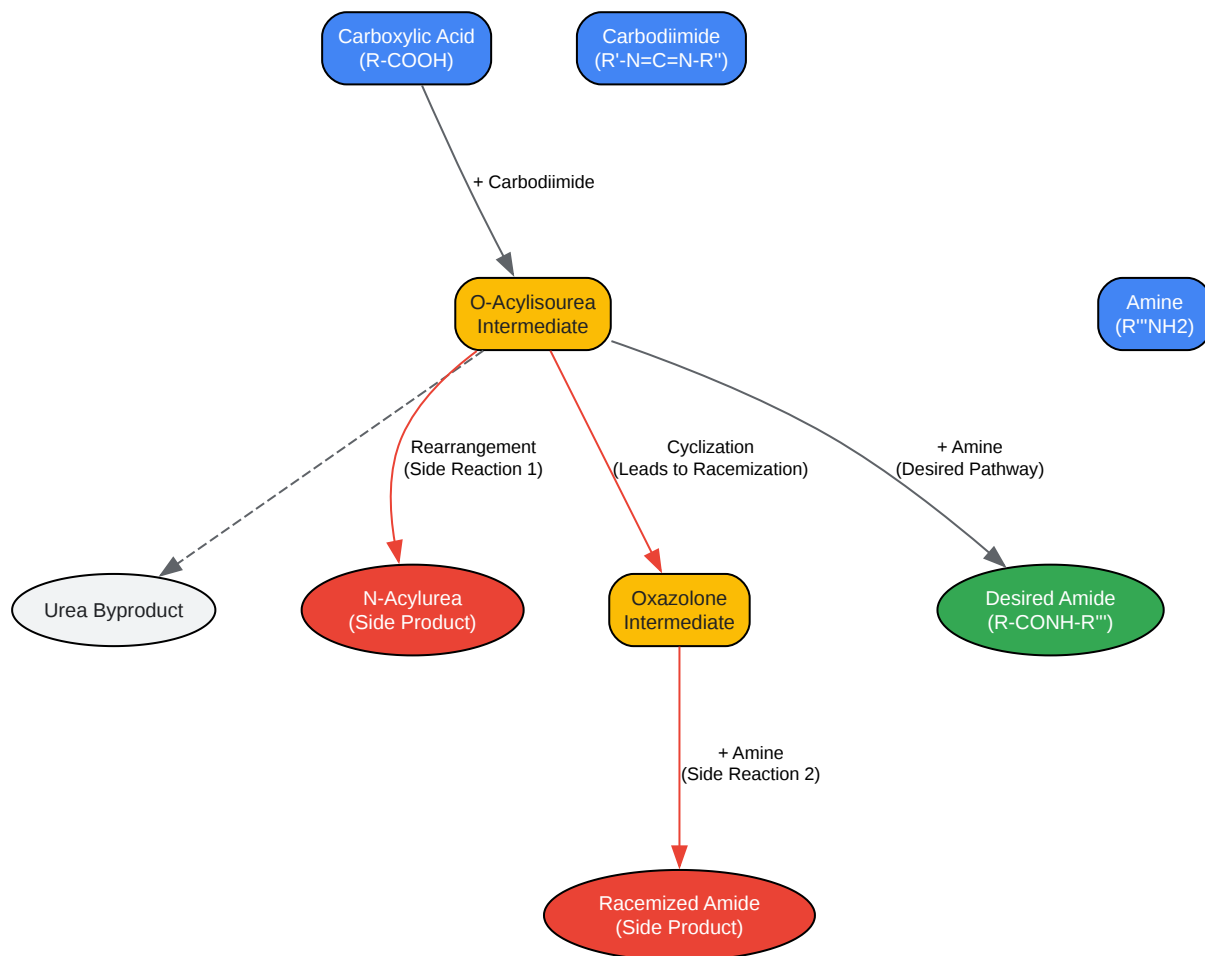 Carboxylic Acid
(R-COOH)
Carbodiimide
(R'-N=C=N-R")
+ Carbodiimide
O-Acylisourea
Intermediate
Amine
(R'"NH2)
Rearrangement
(Side Reaction 1)
Cyclization
(Leads to Racemization)
+ Amine
(Desired Pathway)
Urea Byproduct
N-Acylurea
(Side Product)
Oxazolone
Intermediate
Desired Amide
(R-CONH-R'")
+ Amine
(Side Reaction 2)
Racemized Amide
(Side Product)